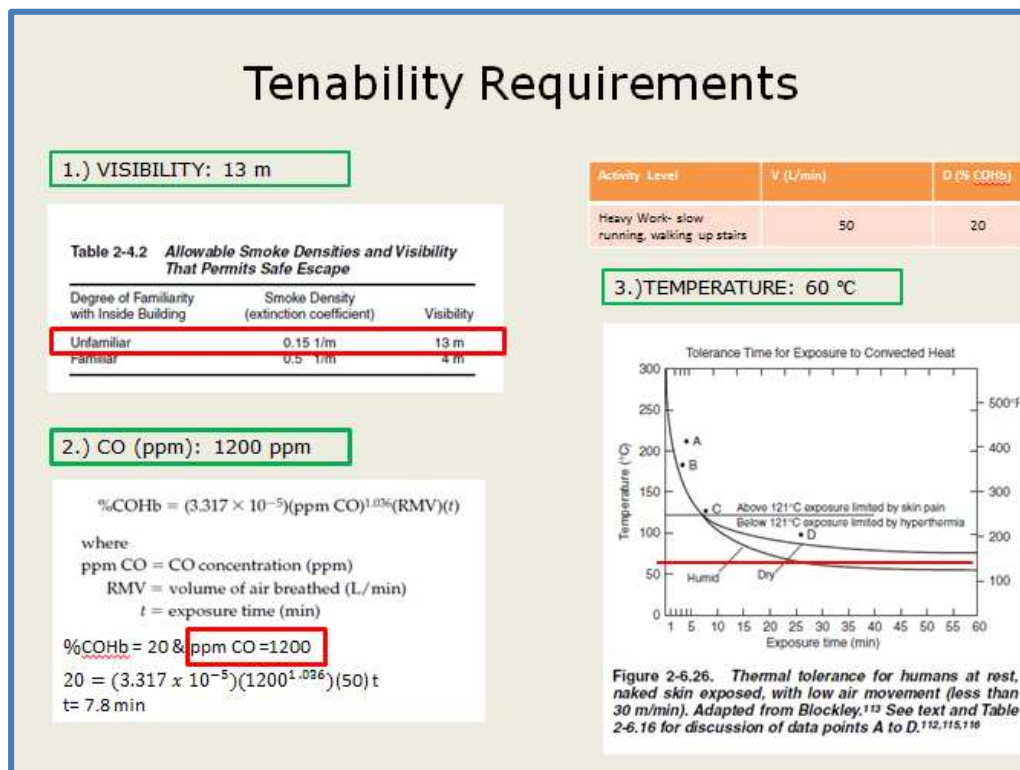 Tenability Requirements
1.) VISIBILITY: 13 m
Table 2-4.2 Allowable Smoke Densities and Visibility
That Permits Safe Escape
Degree of Familiarity
with Inside Building
Smoke Density
(extinction coefficient)
Visibility
Unfamiliar 0.15 1/m 13 m
Familiar 0.5 1/m 4 m
2.) CO (ppm): 1200 ppm
%COHb = (3.317 × 10⁻⁵)(ppm CO)¹·⁰³⁶(RMV)(t)
where
ppm CO = CO concentration (ppm)
RMV = volume of air breathed (L/min)
t = exposure time (min)
%COHb = 20 & ppm CO =1200
20 = (3.317 x 10⁻⁵)(1200¹·⁰³⁶)(50) t
t= 7.8 min
Activity Level V (L/min) D (% COHb)
Heavy Work- slow
running, walking up stairs
50 20
3.)TEMPERATURE: 60 °C
Tolerance Time for Exposure to Convected Heat
Temperature (°C)
300
250
200
150
100
50
0
500°F
400
300
200
100
A
B
C
D
Above 121°C exposure limited by skin pain
Below 121°C exposure limited by hyperthermia
Humid
Dry
1 5 10 15 20 25 30 35 40 45 50 55 60
Exposure time (min)
Figure 2-6.26. Thermal tolerance for humans at rest,
naked skin exposed, with low air movement (less than
30 m/min). Adapted from Blockley.¹¹³ See text and Table
2-6.16 for discussion of data points A to D.¹¹²,¹¹⁵,¹¹⁶